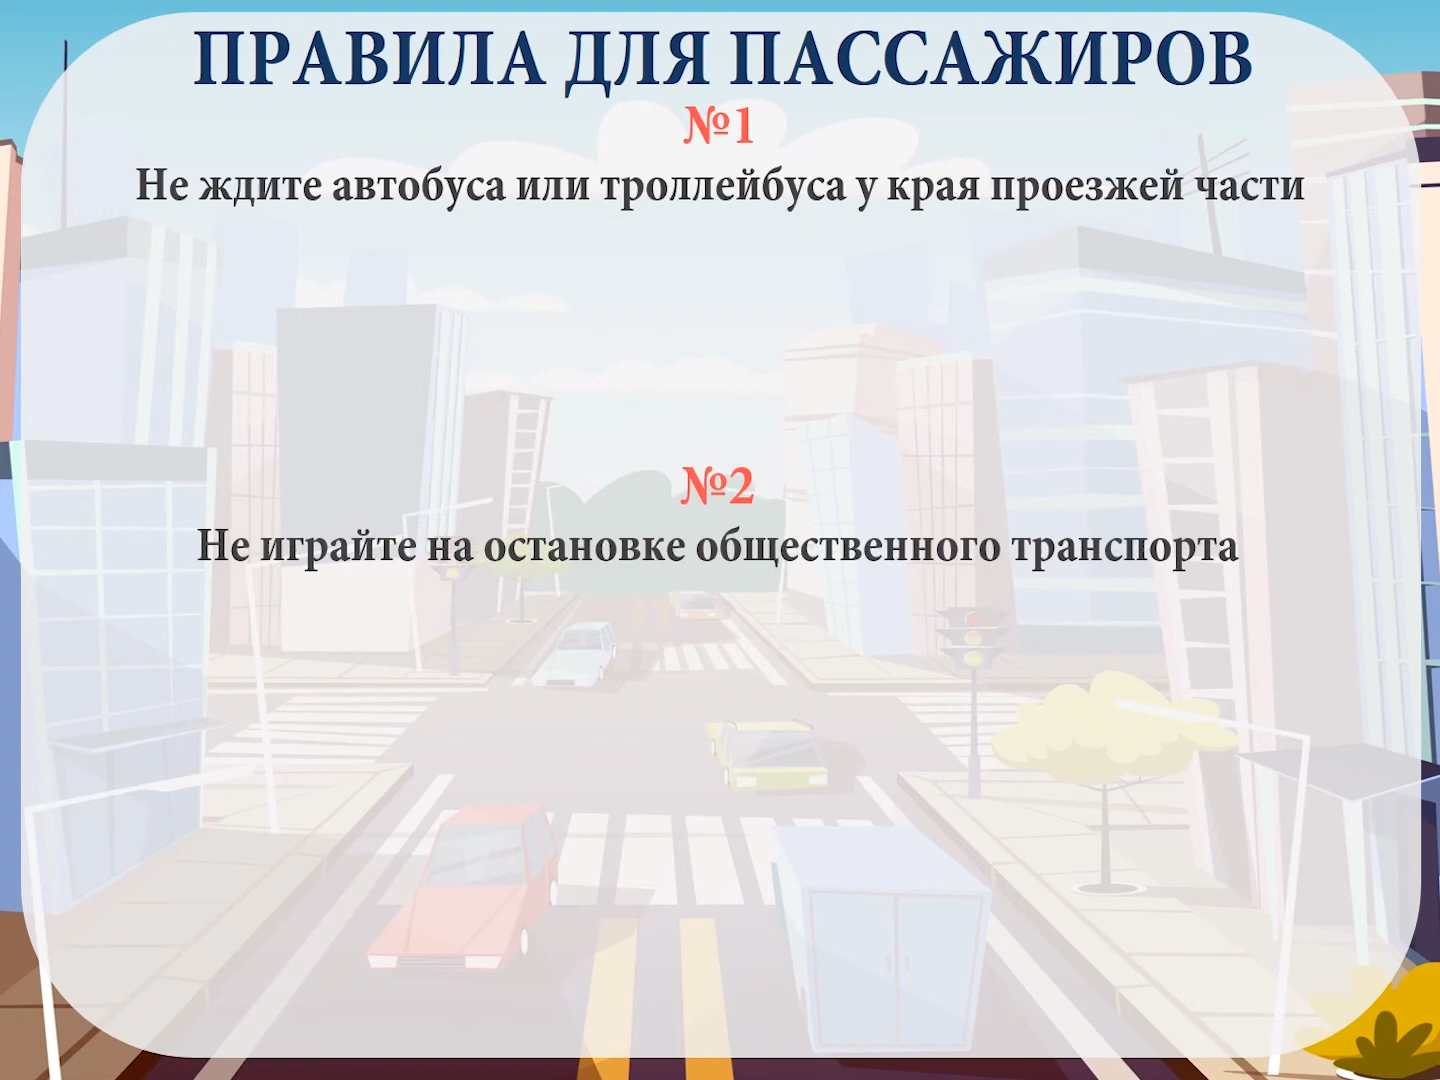 ПРАВИЛА ДЛЯ ПАССАЖИРОВ
№1
Не ждите автобуса или троллейбуса у края проезжей части
№2
Не играйте на остановке общественного транспорта